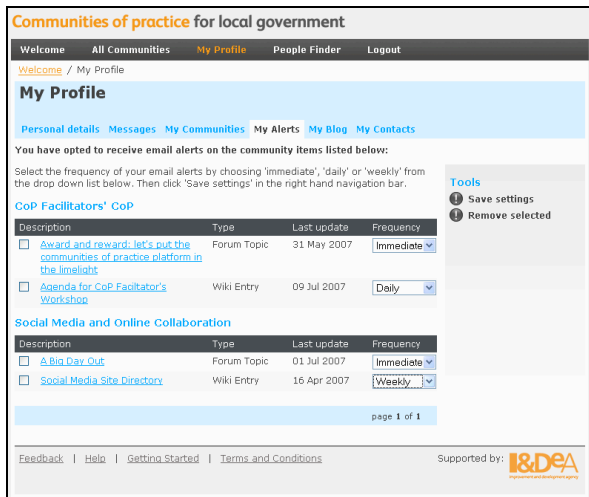 Communities of practice for local government
Welcome All Communities My Profile People Finder Logout
Welcome / My Profile
My Profile
Personal details Messages My Communities My Alerts My Blog My Contacts
You have opted to receive email alerts on the community items listed below:
Select the frequency of your email alerts by choosing 'immediate', 'daily' or 'weekly' from
the drop down list below. Then click 'Save settings' in the right hand navigation bar.
Tools
Save settings
Remove selected
CoP Facilitators' CoP
Description Type Last update Frequency
Award and reward: let's put the Forum Topic 31 May 2007 Immediate
communities of practice platform in
the limelight
Agenda for CoP Facilitator's Wiki Entry 09 Jul 2007 Daily
Workshop
Social Media and Online Collaboration
Description Type Last update Frequency
A Big Day Out Forum Topic 01 Jul 2007 Immediate
Social Media Site Directory Wiki Entry 16 Apr 2007 Weekly
page 1 of 1
Feedback | Help | Getting Started | Terms and Conditions Supported by: I&DeA
improvement and development agency